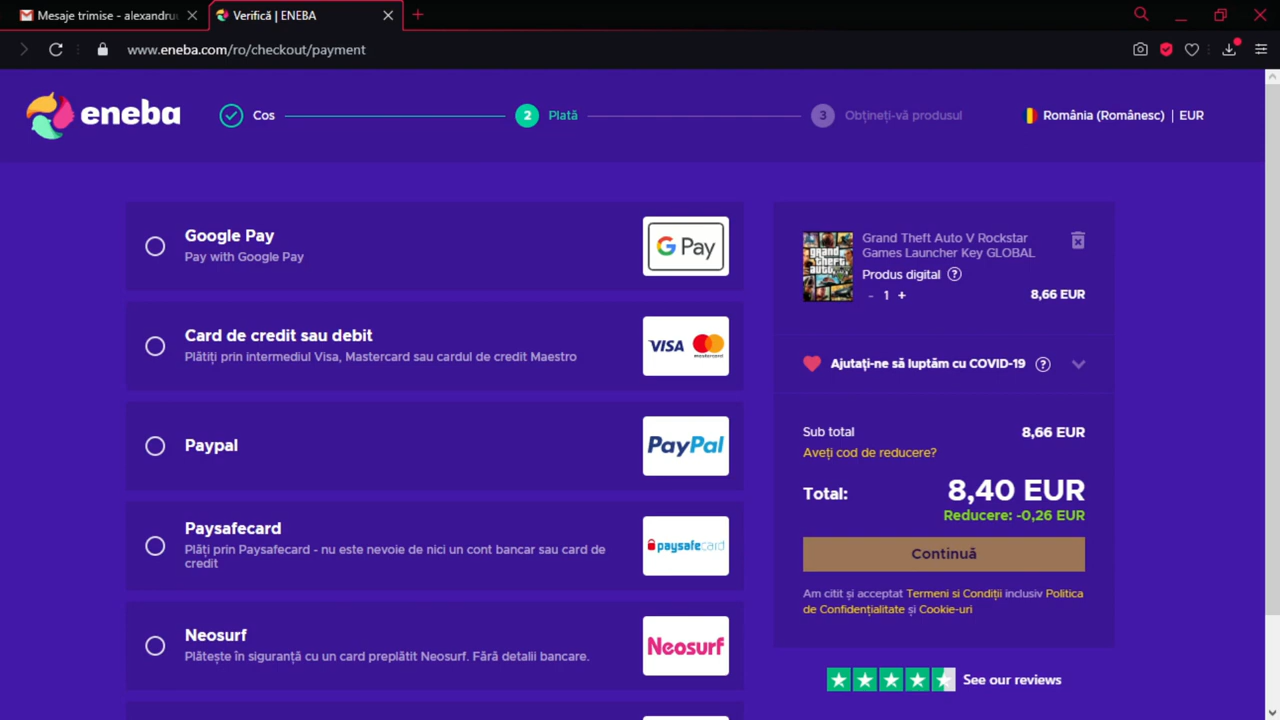 Mesaje trimise - alexandru
Verifică | ENEBA
www.eneba.com/ro/checkout/payment
eneba
Cos
2
Plată
3
Obțineți-vă produsul
România (Românesc) | EUR
Google Pay
Pay with Google Pay
G Pay
Card de credit sau debit
Plătiți prin intermediul Visa, Mastercard sau cardul de credit Maestro
VISA
mastercard
Paypal
PayPal
Paysafecard
Plăți prin Paysafecard - nu este nevoie de nici un cont bancar sau card de
credit
paysafecard
Neosurf
Plătește în siguranță cu un card preplătit Neosurf. Fără detalii bancare.
Neosurf
grand
theft
auto
Grand Theft Auto V Rockstar
Games Launcher Key GLOBAL
Produs digital ?
- 1 +
8,66 EUR
Ajutați-ne să luptăm cu COVID-19 ?
Sub total
8,66 EUR
Aveți cod de reducere?
Total:
8,40 EUR
Reducere: -0,26 EUR
Continuă
Am citit și acceptat Termeni si Condiții inclusiv Politica
de Confidențialitate și Cookie-uri
See our reviews